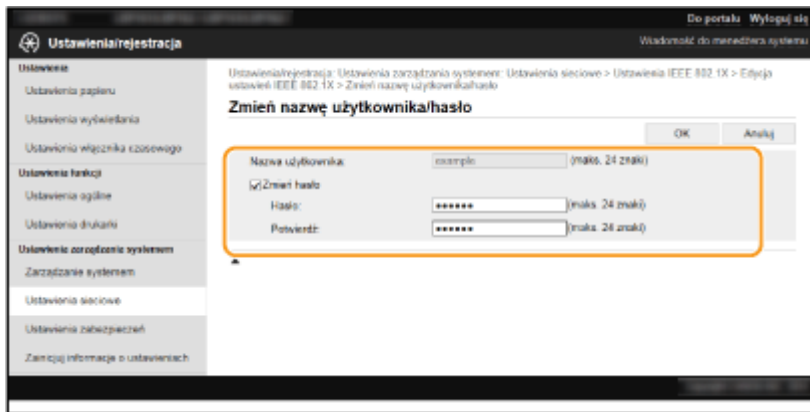 Do portalu Wyloguj się
Ustawienia/rejestracja
Wiadomość do menedżera systemu
Ustawienia
Ustawienia papieru
Ustawienia wyświetlania
Ustawienia włącznika czasowego
Ustawienia funkcji
Ustawienia ogólne
Ustawienia drukarki
Ustawienia zarządzania systemem
Zarządzanie systemem
Ustawienia sieciowe
Ustawienia zabezpieczeń
Zainicjuj informacje o ustawieniach
Ustawienia/rejestracja: Ustawienia zarządzania systemem: Ustawienia sieciowe > Ustawienia IEEE 802.1X > Edycja
ustawień IEEE 802.1X > Zmień nazwę użytkownika/hasło
Zmień nazwę użytkownika/hasło
OK Anuluj
Nazwa użytkownika: example (maks. 24 znaki)
Zmień hasło
Hasło: •••••• (maks. 24 znaki)
Potwierdź: •••••• (maks. 24 znaki)